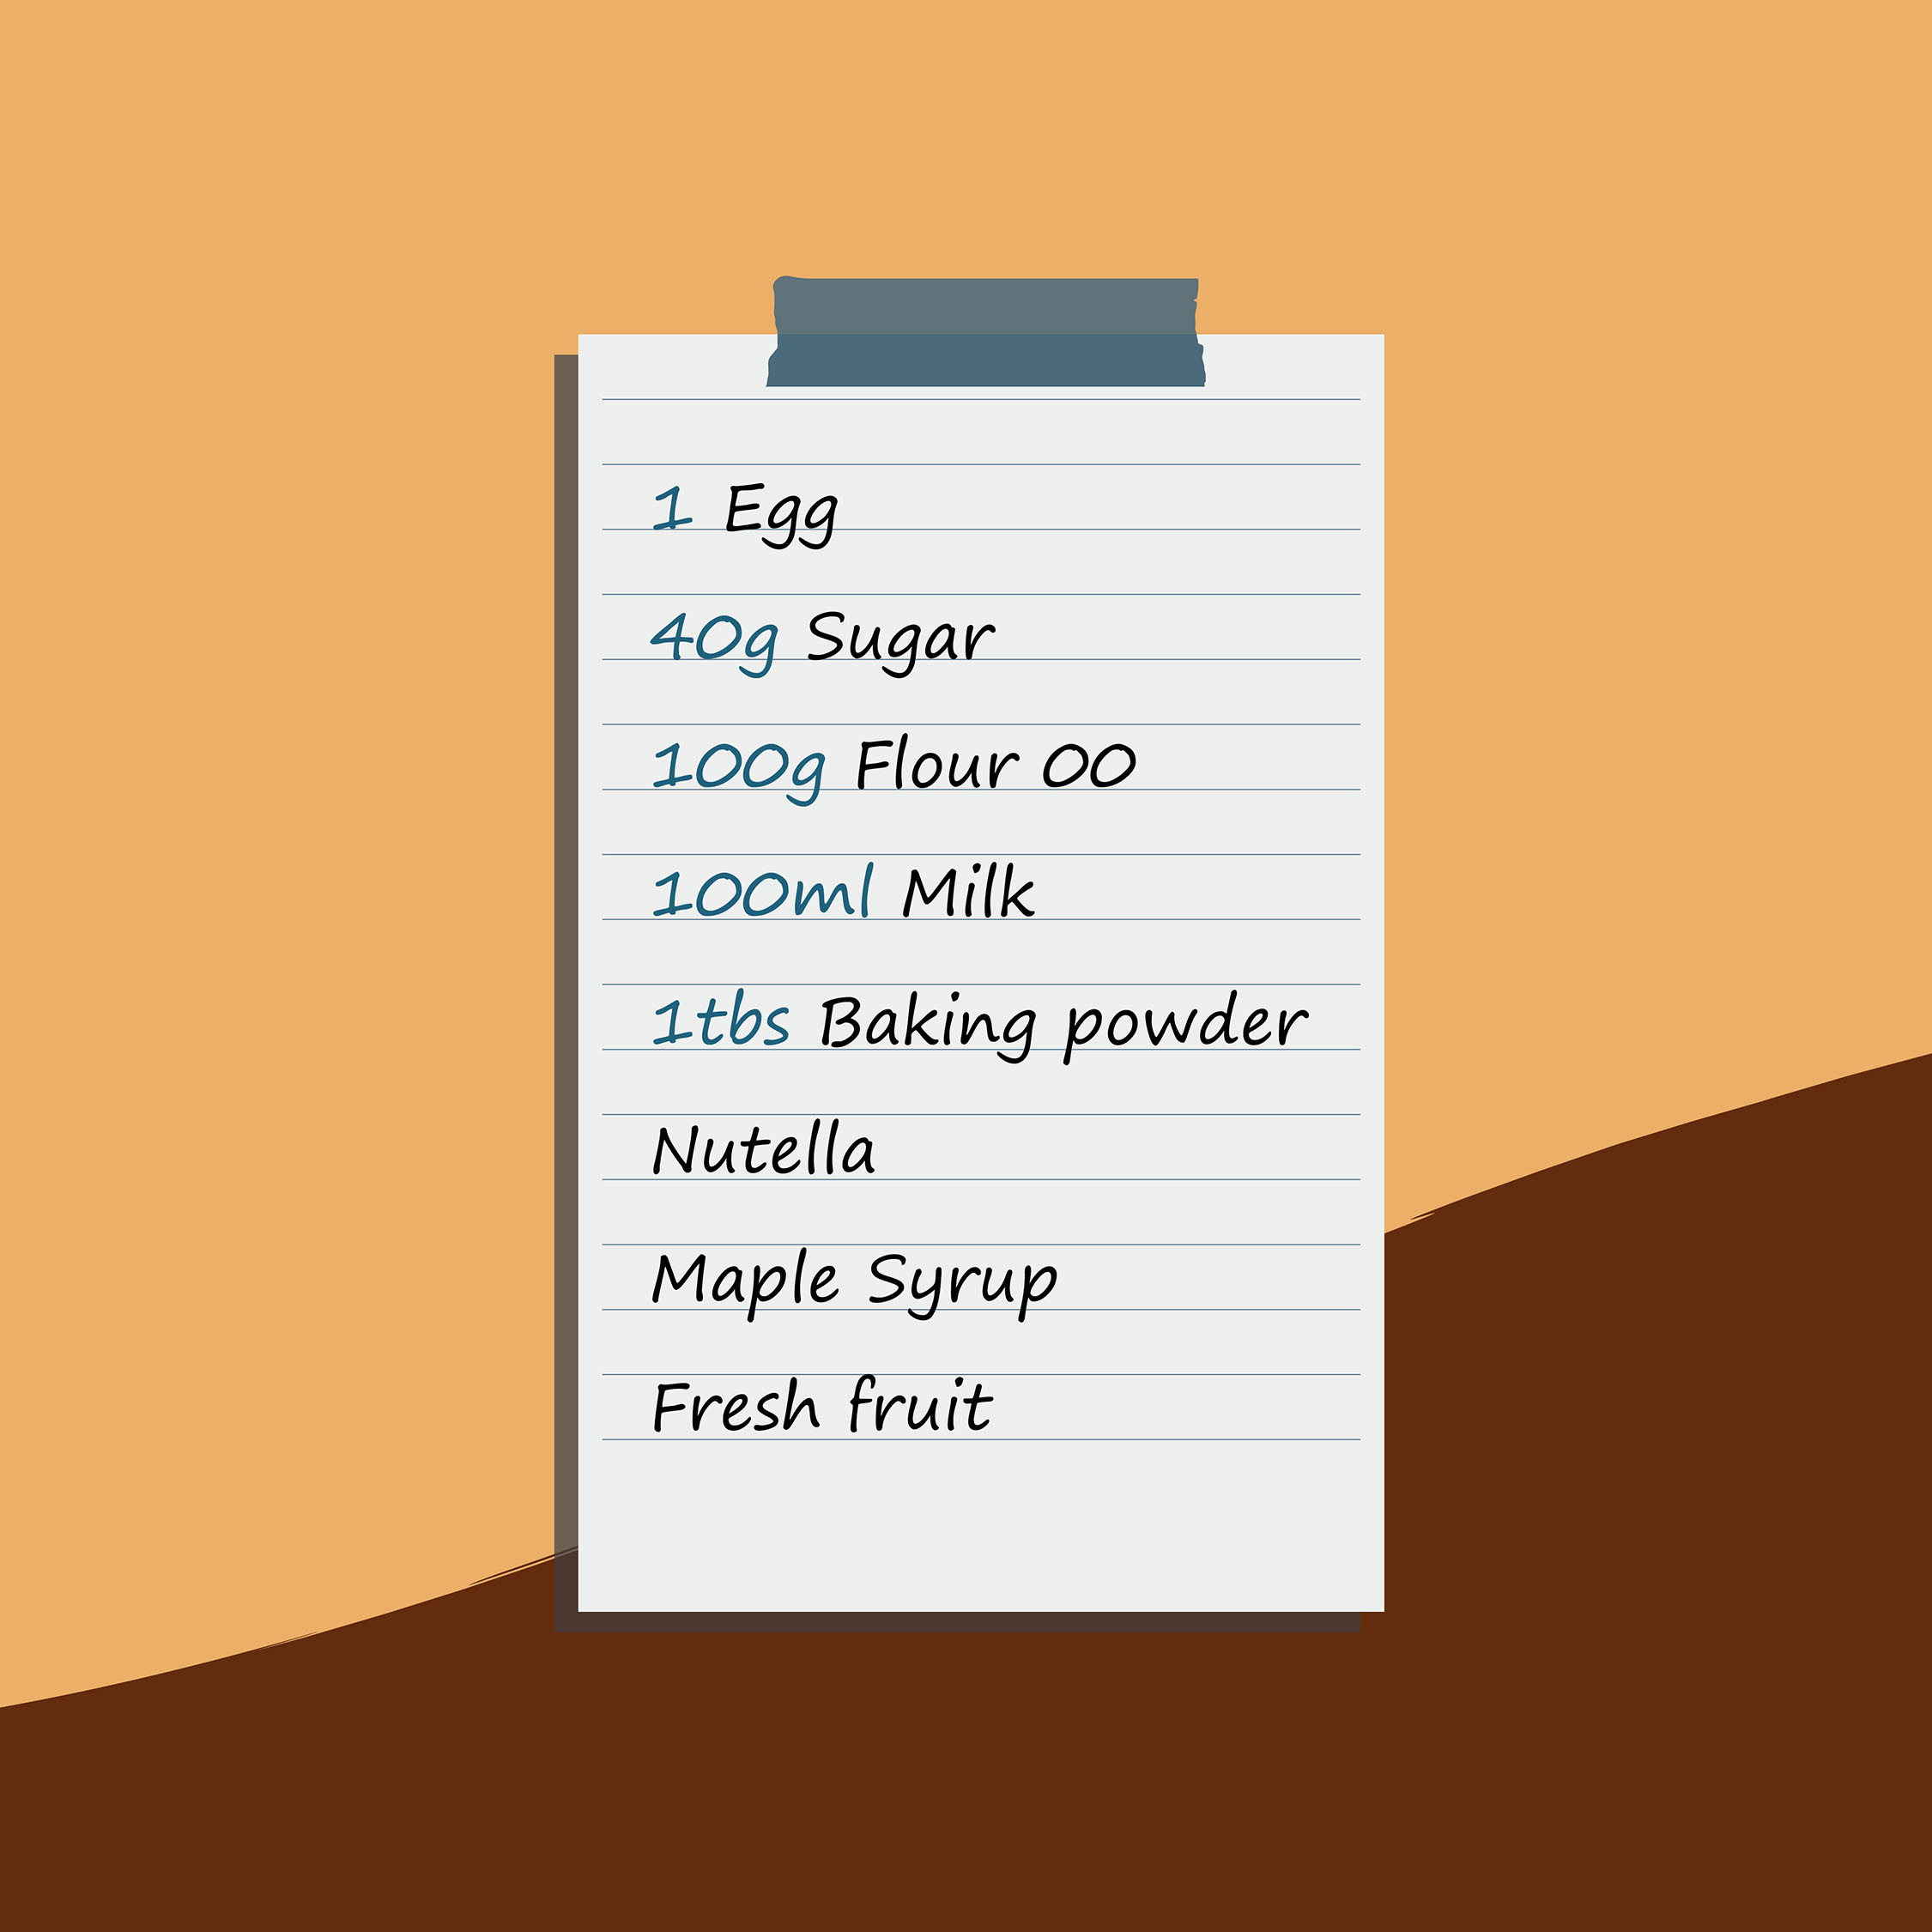 1 Egg
40g Sugar
100g Flour 00
100ml Milk
1tbs Baking powder
Nutella
Maple Syrup
Fresh fruit